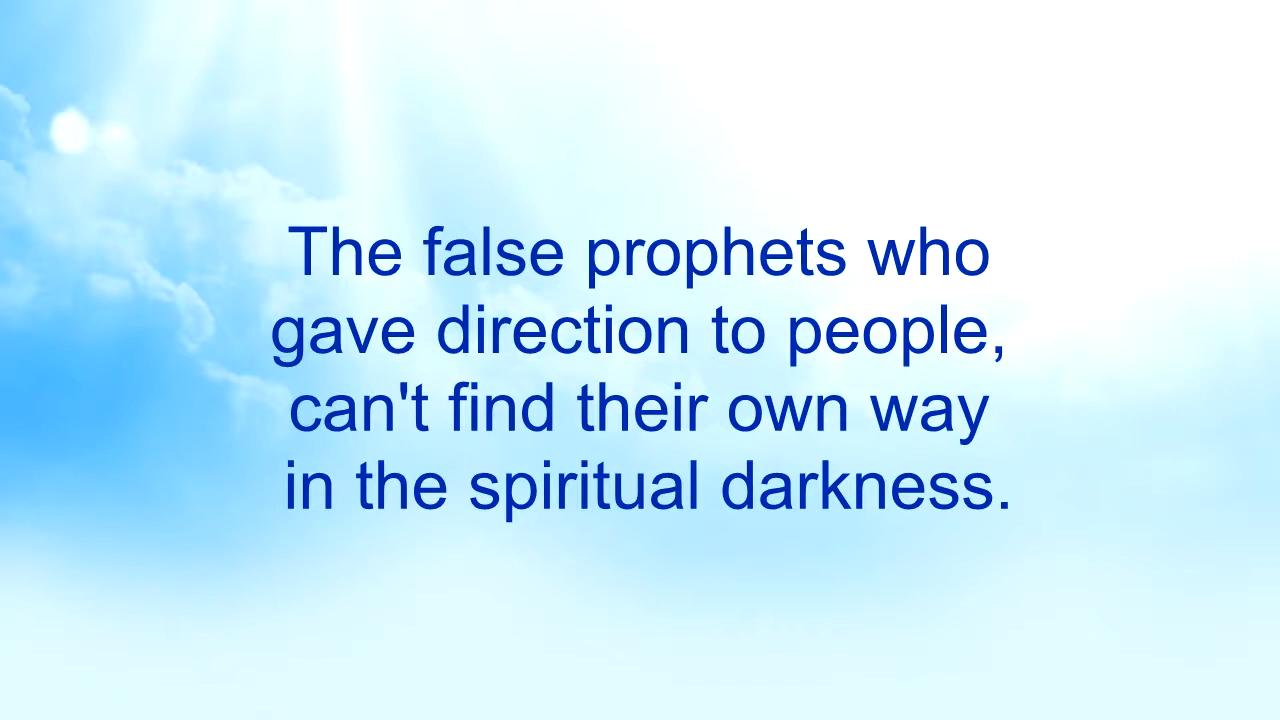 The false prophets who
gave direction to people,
can't find their own way
in the spiritual darkness.